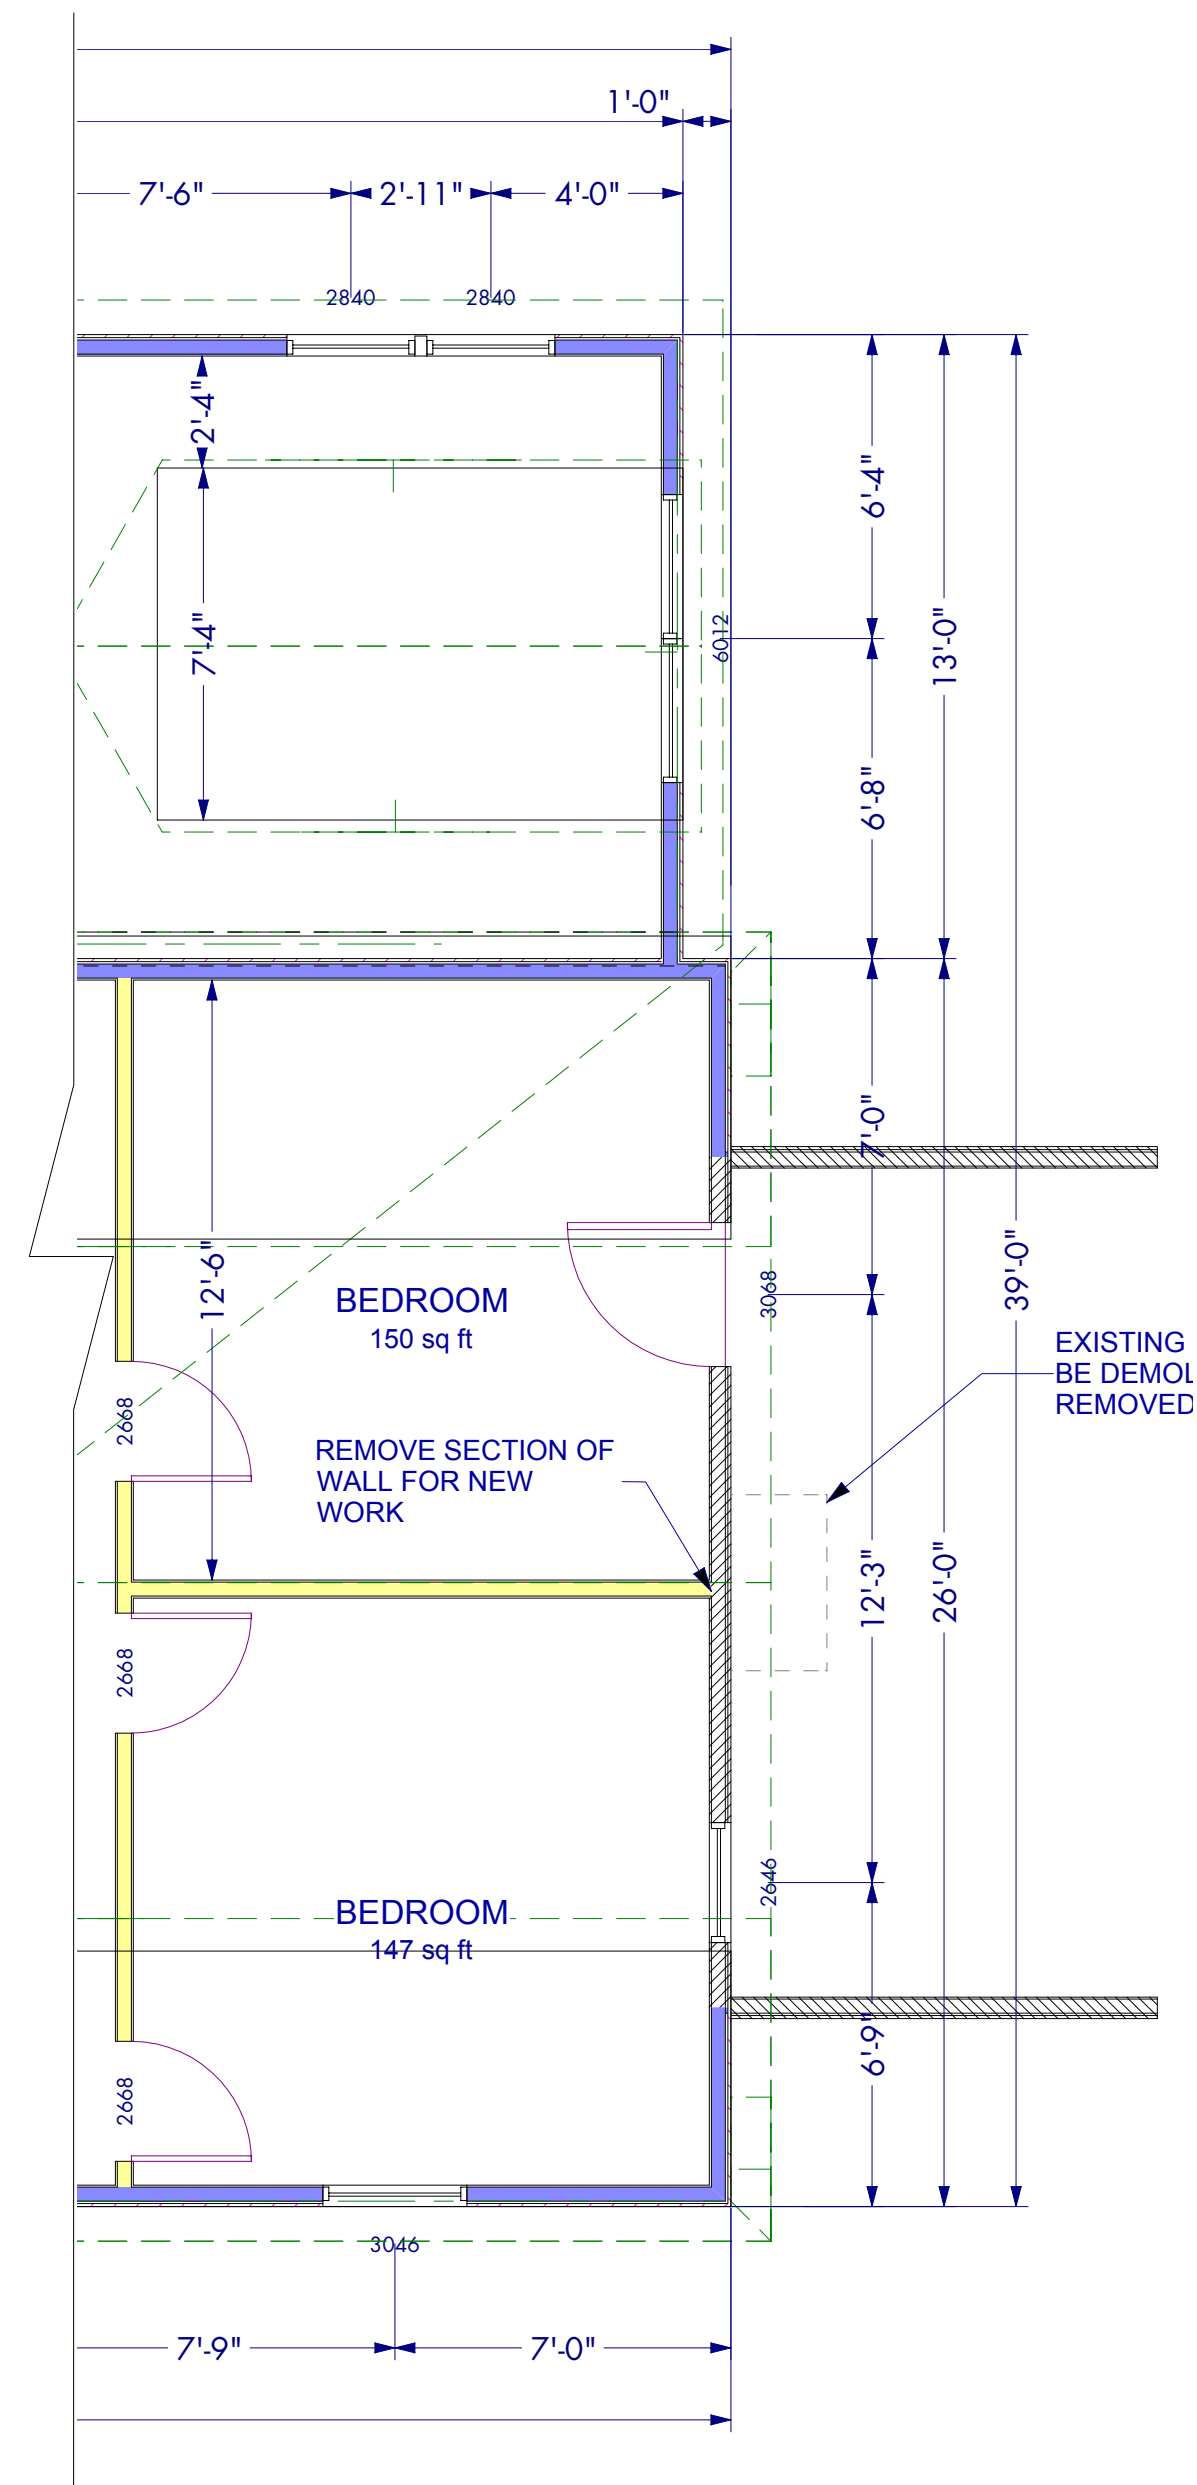 1'-0"
7'-6"
2'-11"
4'-0"
2840
2840
2'-4"
6'-4"
7'-4"
6012
13'-0"
6'-8"
7'-0"
12'-6"
39'-0"
3068
BEDROOM
150 sq ft
EXISTING
BE DEMOL
REMOVED
2668
REMOVE SECTION OF
WALL FOR NEW
WORK
12'-3"
26'-0"
2668
2646
BEDROOM
147 sq ft
6'-9"
2668
3046
7'-9"
7'-0"